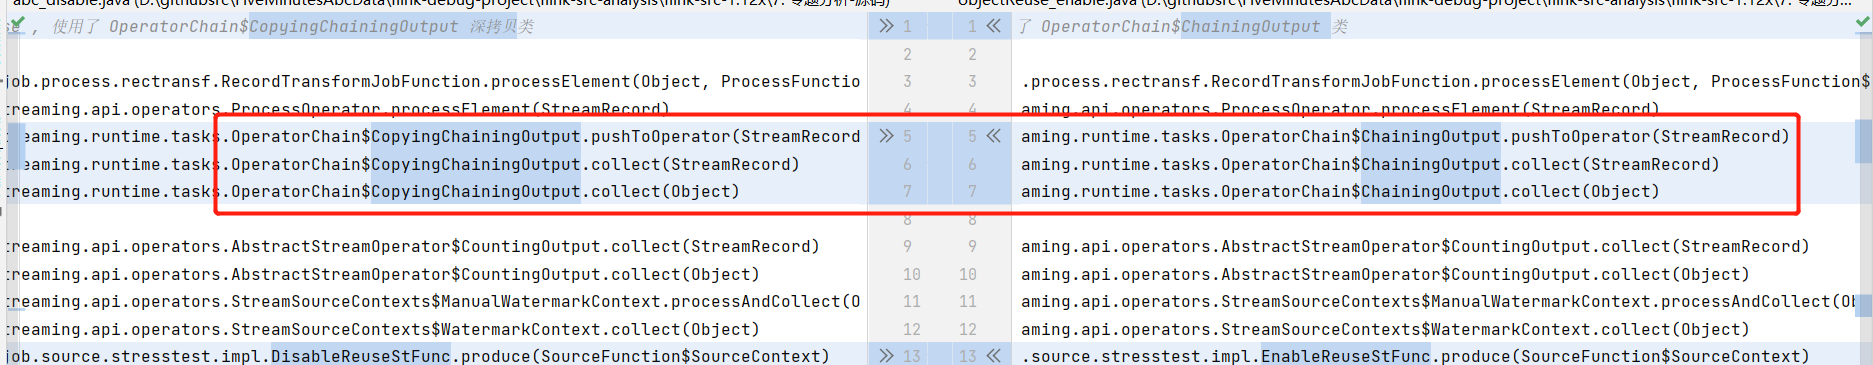 abc_disable.java (D:\githubsrc\FiveMinutesAbcData\flink-debug-project\flink-src-analysis\flink-src-1.12x\7. 专题分析-源码)
objectReuse_enable.java (D:\githubsrc\FiveMinutesAbcData\flink-debug-project\flink-src-analysis\flink-src-1.12x\7. 专题分...
se , 使用了 OperatorChain$CopyingChainingOutput 深拷贝类 1 1 了 OperatorChain$ChainingOutput 类
2 2
job.process.rectransf.RecordTransformJobFunction.processElement(Object, ProcessFunctio 3 3 .process.rectransf.RecordTransformJobFunction.processElement(Object, ProcessFunction$
treaming.api.operators.ProcessOperator.processElement(StreamRecord) 4 4 aming.api.operators.ProcessOperator.processElement(StreamRecord)
treaming.runtime.tasks.OperatorChain$CopyingChainingOutput.pushToOperator(StreamRecord 5 5 aming.runtime.tasks.OperatorChain$ChainingOutput.pushToOperator(StreamRecord)
treaming.runtime.tasks.OperatorChain$CopyingChainingOutput.collect(StreamRecord) 6 6 aming.runtime.tasks.OperatorChain$ChainingOutput.collect(StreamRecord)
treaming.runtime.tasks.OperatorChain$CopyingChainingOutput.collect(Object) 7 7 aming.runtime.tasks.OperatorChain$ChainingOutput.collect(Object)
8 8
treaming.api.operators.AbstractStreamOperator$CountingOutput.collect(StreamRecord) 9 9 aming.api.operators.AbstractStreamOperator$CountingOutput.collect(StreamRecord)
treaming.api.operators.AbstractStreamOperator$CountingOutput.collect(Object) 10 10 aming.api.operators.AbstractStreamOperator$CountingOutput.collect(Object)
treaming.api.operators.StreamSourceContexts$ManualWatermarkContext.processAndCollect(O 11 11 aming.api.operators.StreamSourceContexts$ManualWatermarkContext.processAndCollect(Ob
treaming.api.operators.StreamSourceContexts$WatermarkContext.collect(Object) 12 12 aming.api.operators.StreamSourceContexts$WatermarkContext.collect(Object)
job.source.stresstest.impl.DisableReuseStFunc.produce(SourceFunction$SourceContext) 13 13 .source.stresstest.impl.EnableReuseStFunc.produce(SourceFunction$SourceContext)